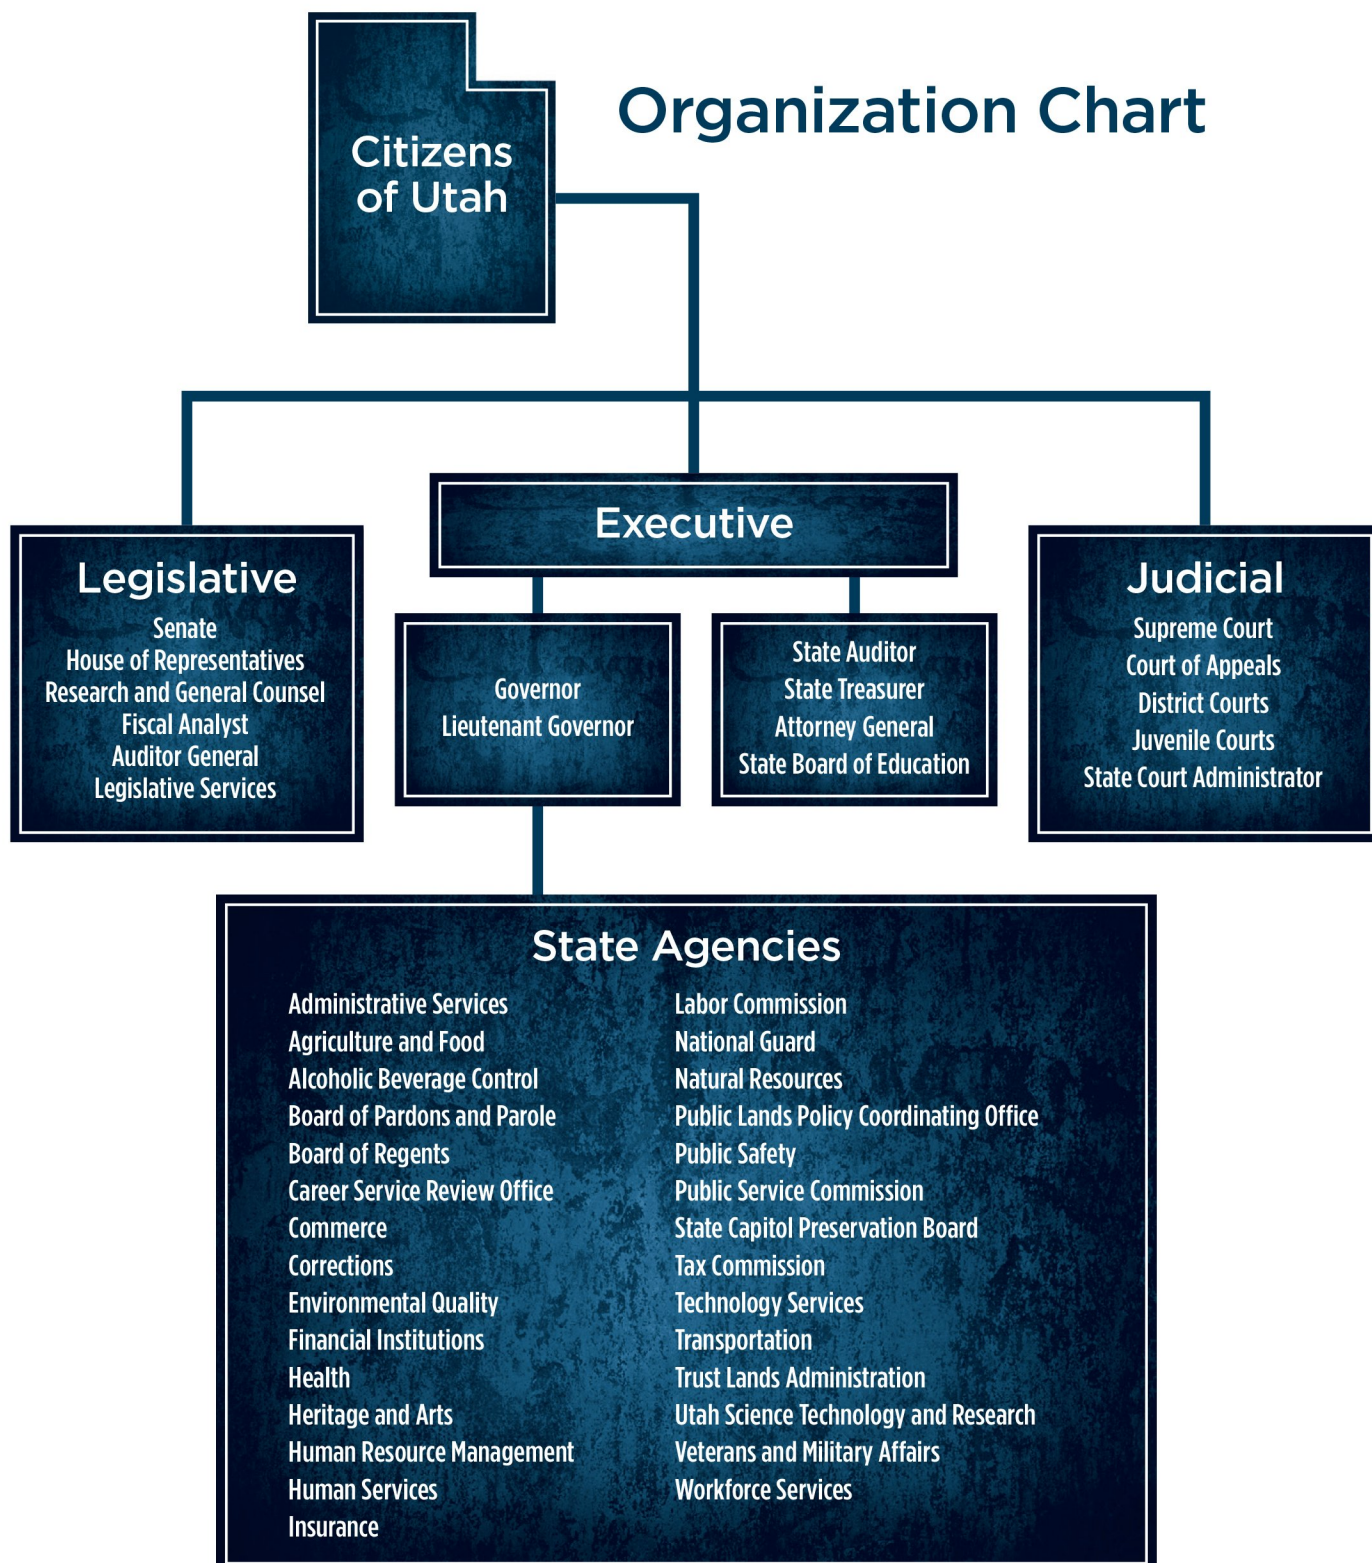 Organization Chart
Citizens
of Utah
Executive
Legislative
Senate
House of Representatives
Research and General Counsel
Fiscal Analyst
Auditor General
Legislative Services
Governor
Lieutenant Governor
State Auditor
State Treasurer
Attorney General
State Board of Education
Judicial
Supreme Court
Court of Appeals
District Courts
Juvenile Courts
State Court Administrator
State Agencies
Administrative Services
Agriculture and Food
Alcoholic Beverage Control
Board of Pardons and Parole
Board of Regents
Career Service Review Office
Commerce
Corrections
Environmental Quality
Financial Institutions
Health
Heritage and Arts
Human Resource Management
Human Services
Insurance
Labor Commission
National Guard
Natural Resources
Public Lands Policy Coordinating Office
Public Safety
Public Service Commission
State Capitol Preservation Board
Tax Commission
Technology Services
Transportation
Trust Lands Administration
Utah Science Technology and Research
Veterans and Military Affairs
Workforce Services